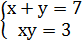 x + y = 7
xy = 3